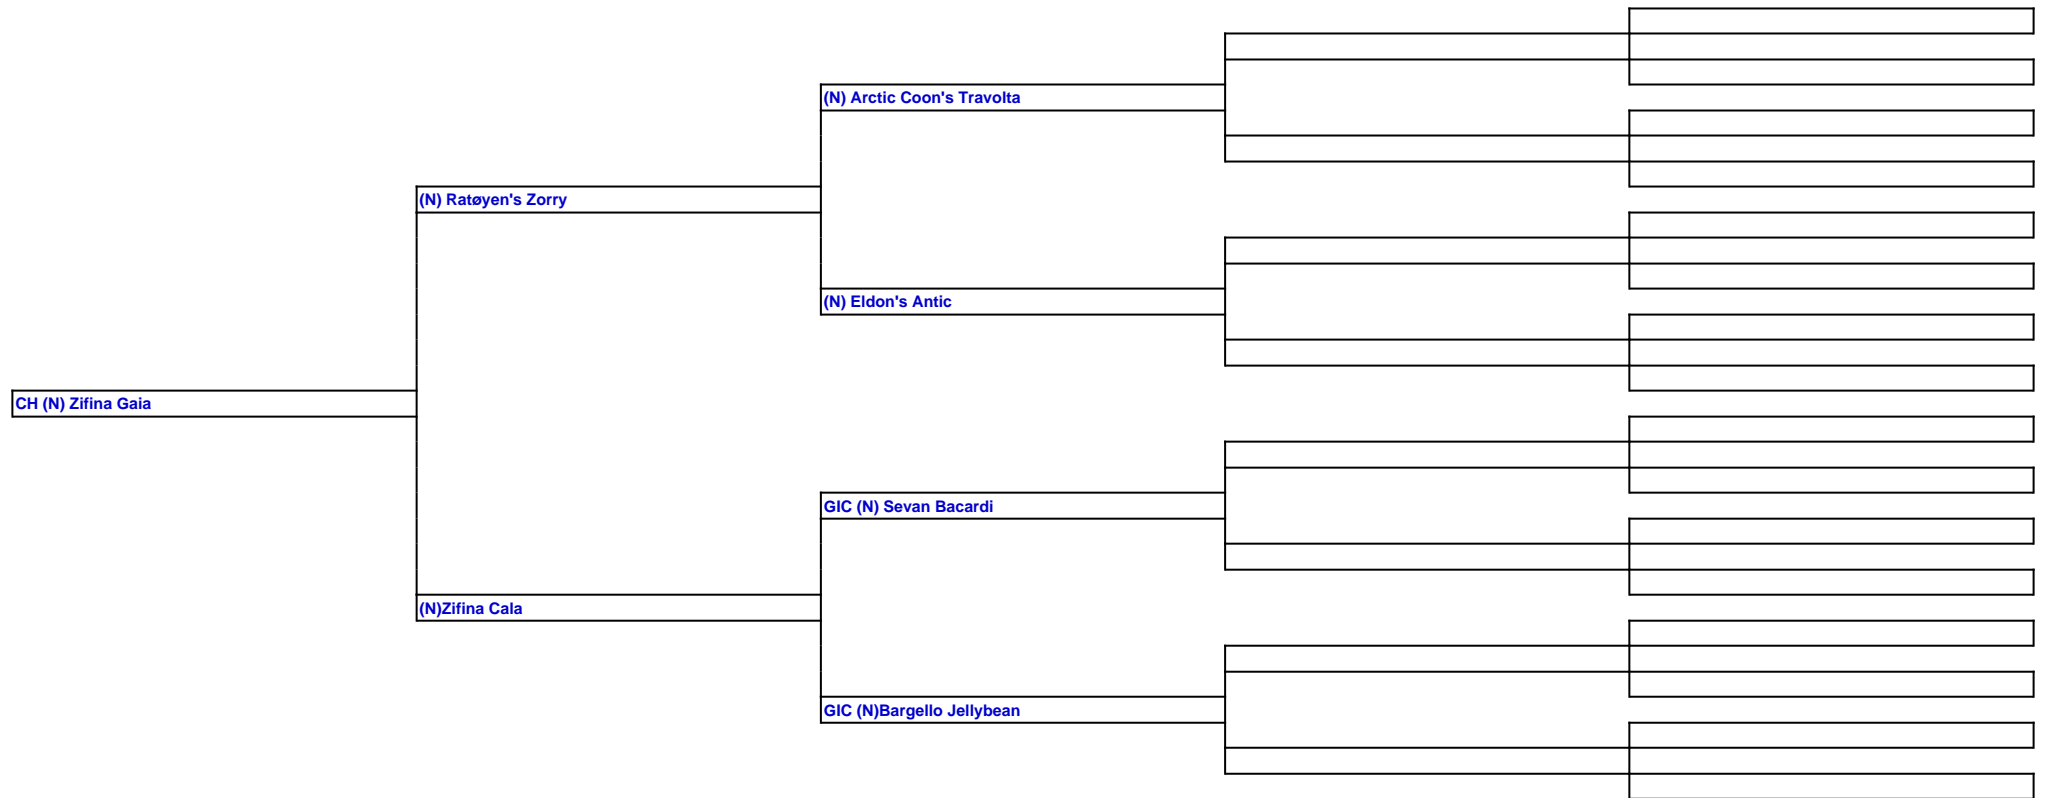 (N) Arctic Coon's Travolta
(N) Ratøyen's Zorry
(N) Eldon's Antic
CH (N) Zifina Gaia
GIC (N) Sevan Bacardi
(N)Zifina Cala
GIC (N)Bargello Jellybean